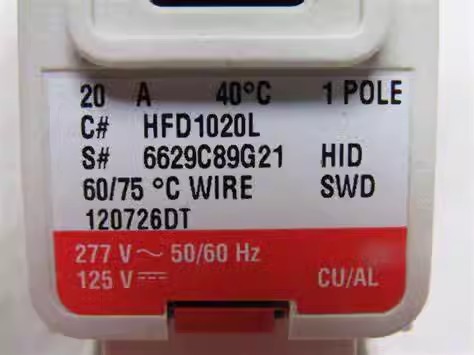 20 A 40°C 1 POLE
C# HFD1020L
S# 6629C89G21 HID
60/75 °C WIRE SWD
120726DT
277 V ~ 50/60 Hz
125 V ⎓ CU/AL